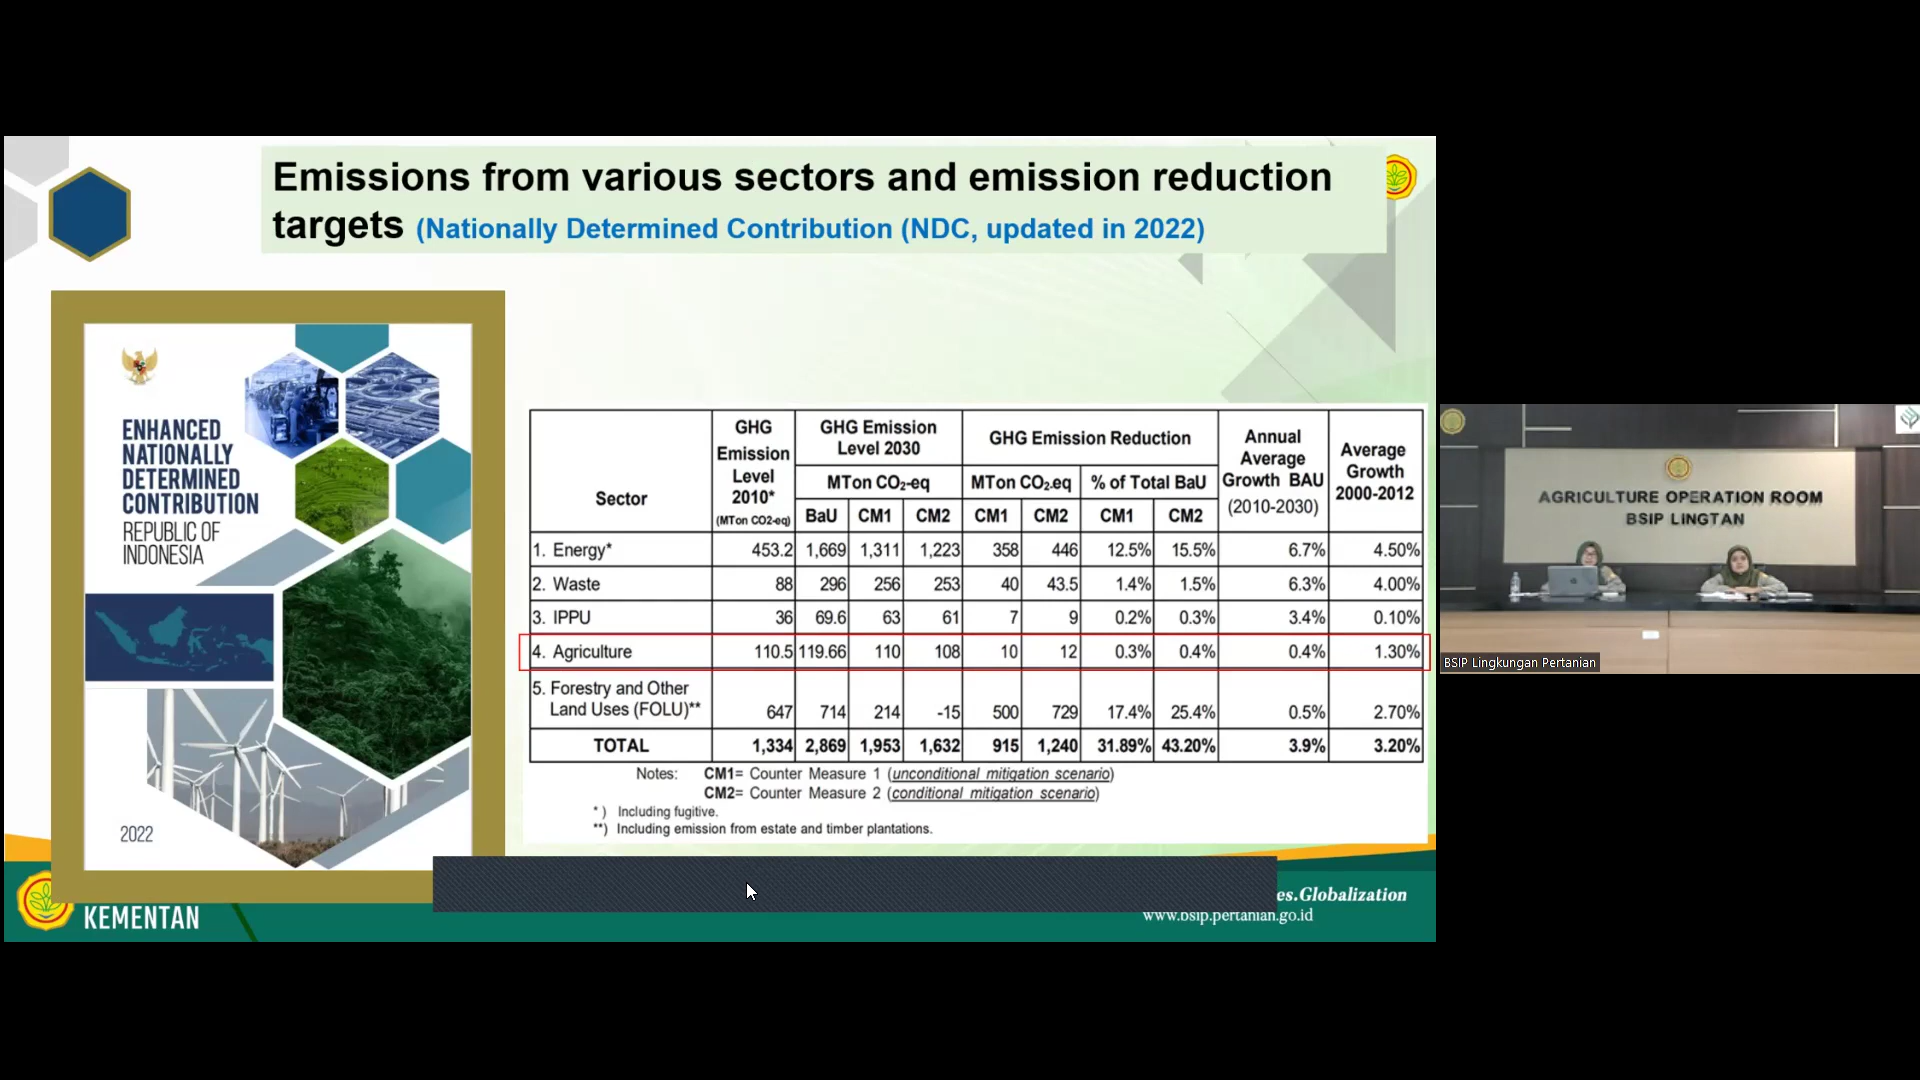 Emissions from various sectors and emission reduction
targets (Nationally Determined Contribution (NDC, updated in 2022)
ENHANCED
NATIONALLY
DETERMINED
CONTRIBUTION
REPUBLIC OF
INDONESIA
2022
Sector
GHG
Emission
Level
2010*
(MTon CO2-eq)
GHG Emission
Level 2030
MTon CO₂-eq
BaU CM1 CM2
GHG Emission Reduction
MTon CO₂.eq
% of Total BaU
CM1 CM2 CM1 CM2
Annual
Average
Growth BAU
(2010-2030)
Average
Growth
2000-2012
1. Energy* 453.2 1,669 1,311 1,223 358 446 12.5% 15.5% 6.7% 4.50%
2. Waste 88 296 256 253 40 43.5 1.4% 1.5% 6.3% 4.00%
3. IPPU 36 69.6 63 61 7 9 0.2% 0.3% 3.4% 0.10%
4. Agriculture 110.5 119.66 110 108 10 12 0.3% 0.4% 0.4% 1.30%
5. Forestry and Other
Land Uses (FOLU)** 647 714 214 -15 500 729 17.4% 25.4% 0.5% 2.70%
TOTAL 1,334 2,869 1,953 1,632 915 1,240 31.89% 43.20% 3.9% 3.20%
Notes: CM1= Counter Measure 1 (unconditional mitigation scenario)
CM2= Counter Measure 2 (conditional mitigation scenario)
*) Including fugitive.
**) Including emission from estate and timber plantations.
KEMENTAN
es.Globalization
www.bsip.pertanian.go.id
AGRICULTURE OPERATION ROOM
BSIP LINGTAN
BSIP Lingkungan Pertanian